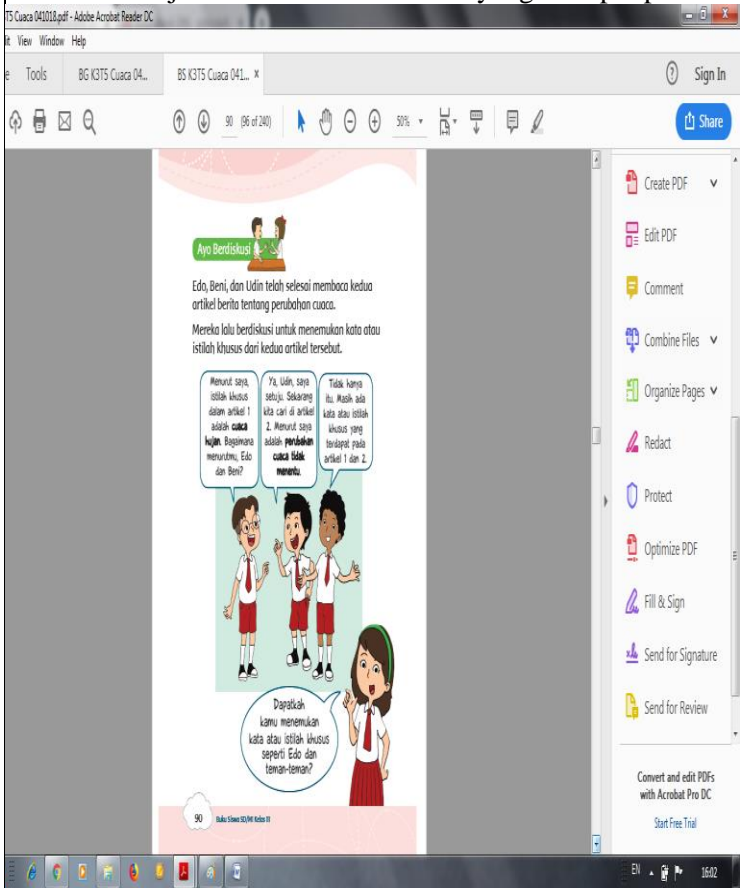 T5 Cuaca 041018.pdf - Adobe Acrobat Reader DC
View Window Help
Tools
BG K3T5 Cuaca 04...
BS K3T5 Cuaca 041... x
Sign In
90 (96 of 240)
50%
Share
Create PDF
Edit PDF
Comment
Combine Files
Organize Pages
Redact
Protect
Optimize PDF
Fill & Sign
Send for Signature
Send for Review
Convert and edit PDFs
with Acrobat Pro DC
Start Free Trial
Ayo Berdiskusi
Edo, Beni, dan Udin telah selesai membaca kedua
artikel berita tentang perubahan cuaca.
Mereka lalu berdiskusi untuk menemukan kata atau
istilah khusus dari kedua artikel tersebut.
Menurut saya,
istilah khusus
dalam artikel 1
adalah cuaca
hujan. Bagaimana
menurutmu, Edo
dan Beni?
Ya, Udin, saya
setuju. Sekarang
kita cari di artikel
2. Menurut saya
adalah perubahan
cuaca tidak
menentu.
Tidak hanya
itu. Masih ada
kata atau istilah
khusus yang
terdapat pada
artikel 1 dan 2.
Dapatkah
kamu menemukan
kata atau istilah khusus
seperti Edo dan
teman-teman?
90 Buku Siswa SD/MI Kelas III
EN
16:02